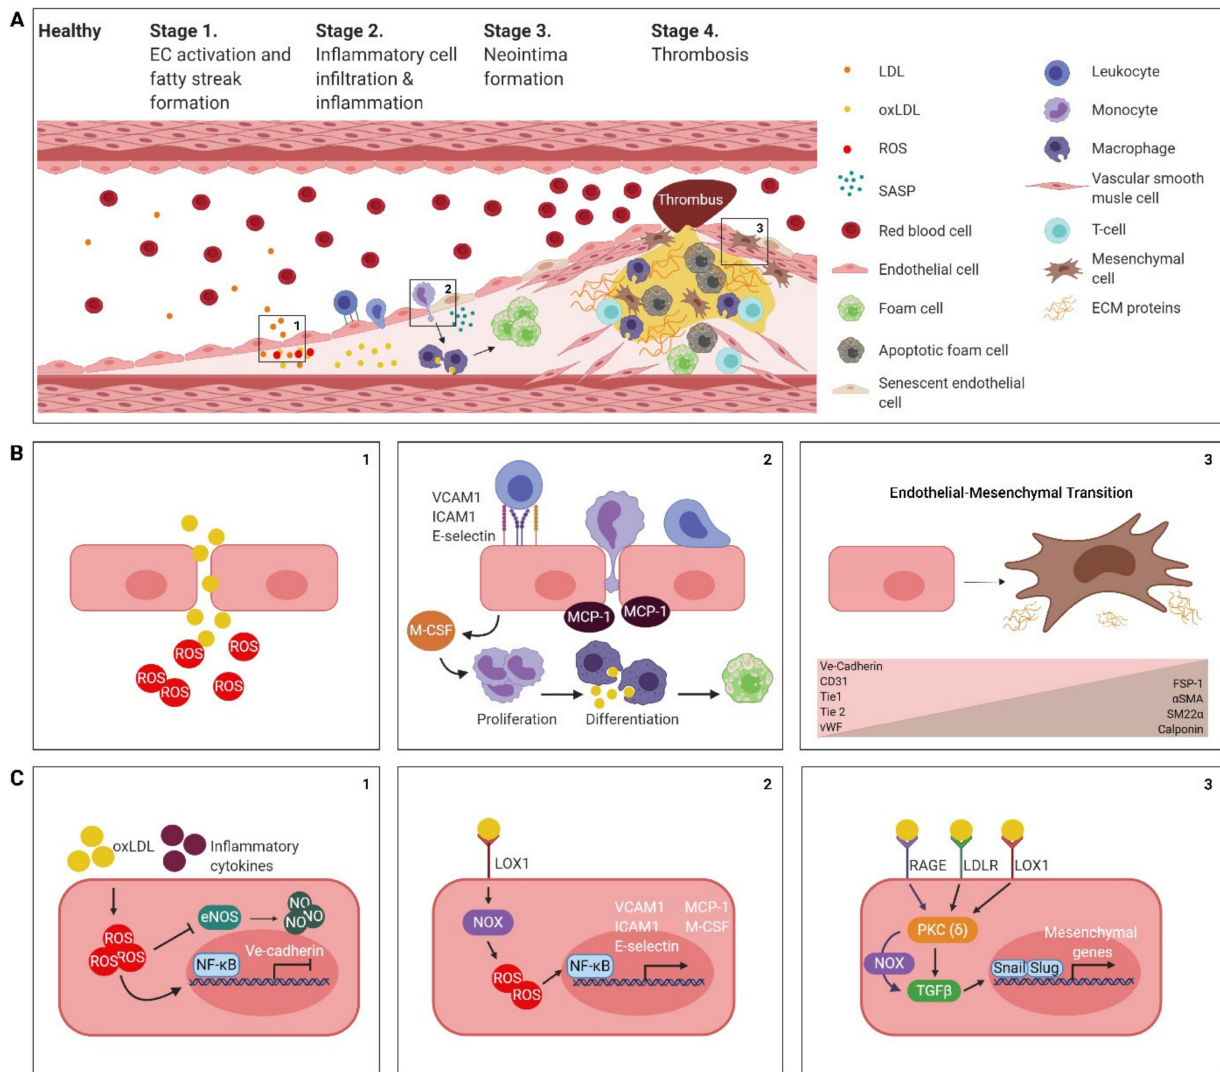 A
Healthy
Stage 1.
EC activation and
fatty streak
formation
Stage 2.
Inflammatory cell
infiltration &
inflammation
Stage 3.
Neointima
formation
Stage 4.
Thrombosis
Thrombus
1
2
3
LDL
oxLDL
ROS
SASP
Red blood cell
Endothelial cell
Foam cell
Apoptotic foam cell
Senescent endothelial
cell
Leukocyte
Monocyte
Macrophage
Vascular smooth
musle cell
T-cell
Mesenchymal
cell
ECM proteins
B
1
ROS
ROS
ROS
ROS
ROS
2
VCAM1
ICAM1
E-selectin
MCP-1
MCP-1
M-CSF
Proliferation
Differentiation
3
Endothelial-Mesenchymal Transition
Ve-Cadherin
CD31
Tie1
Tie 2
vWF
FSP-1
αSMA
SM22α
Calponin
C
1
oxLDL
Inflammatory
cytokines
eNOS
NO
NO
NO
ROS
ROS
ROS
Ve-cadherin
NF-κB
2
LOX1
NOX
VCAM1
ICAM1
E-selectin
MCP-1
M-CSF
ROS
ROS
NF-κB
3
RAGE
LDLR
LOX1
PKC (δ)
NOX
TGFβ
Mesenchymal
genes
Snail
Slug